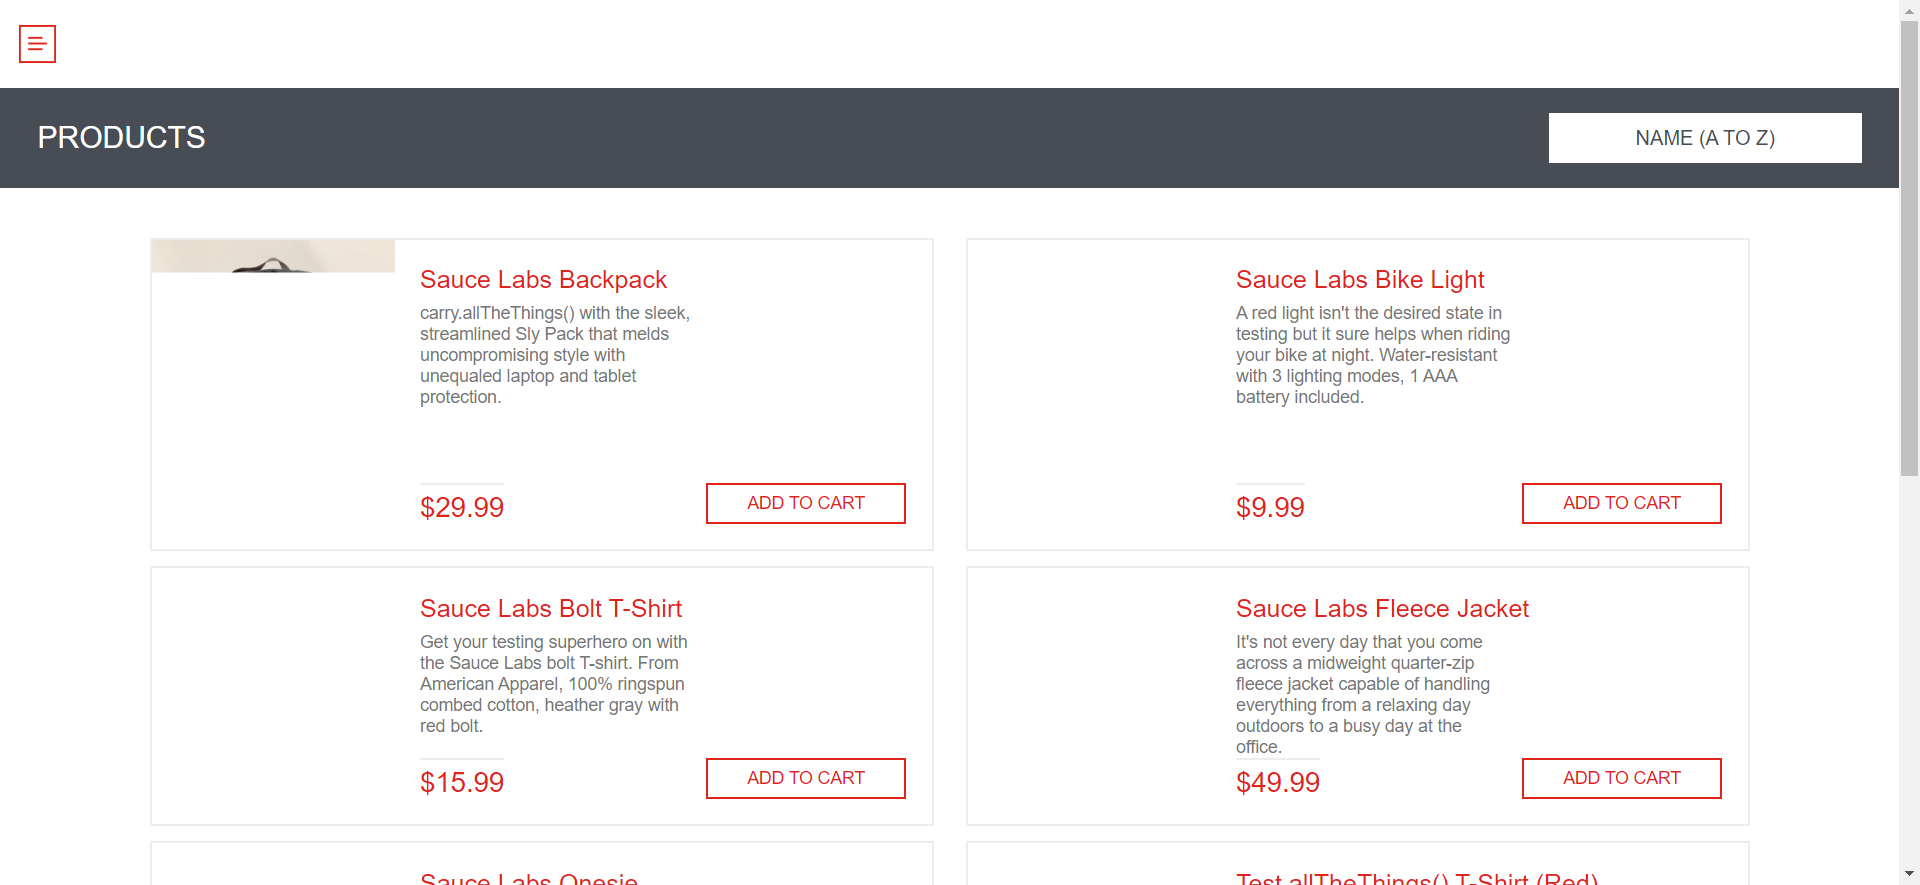 PRODUCTS
NAME (A TO Z)
Sauce Labs Backpack
carry.allTheThings() with the sleek,
streamlined Sly Pack that melds
uncompromising style with
unequaled laptop and tablet
protection.
$29.99
ADD TO CART
Sauce Labs Bike Light
A red light isn't the desired state in
testing but it sure helps when riding
your bike at night. Water-resistant
with 3 lighting modes, 1 AAA
battery included.
$9.99
ADD TO CART
Sauce Labs Bolt T-Shirt
Get your testing superhero on with
the Sauce Labs bolt T-shirt. From
American Apparel, 100% ringspun
combed cotton, heather gray with
red bolt.
$15.99
ADD TO CART
Sauce Labs Fleece Jacket
It's not every day that you come
across a midweight quarter-zip
fleece jacket capable of handling
everything from a relaxing day
outdoors to a busy day at the
office.
$49.99
ADD TO CART
Sauce Labs Onesie
Test.allTheThings() T-Shirt (Red)